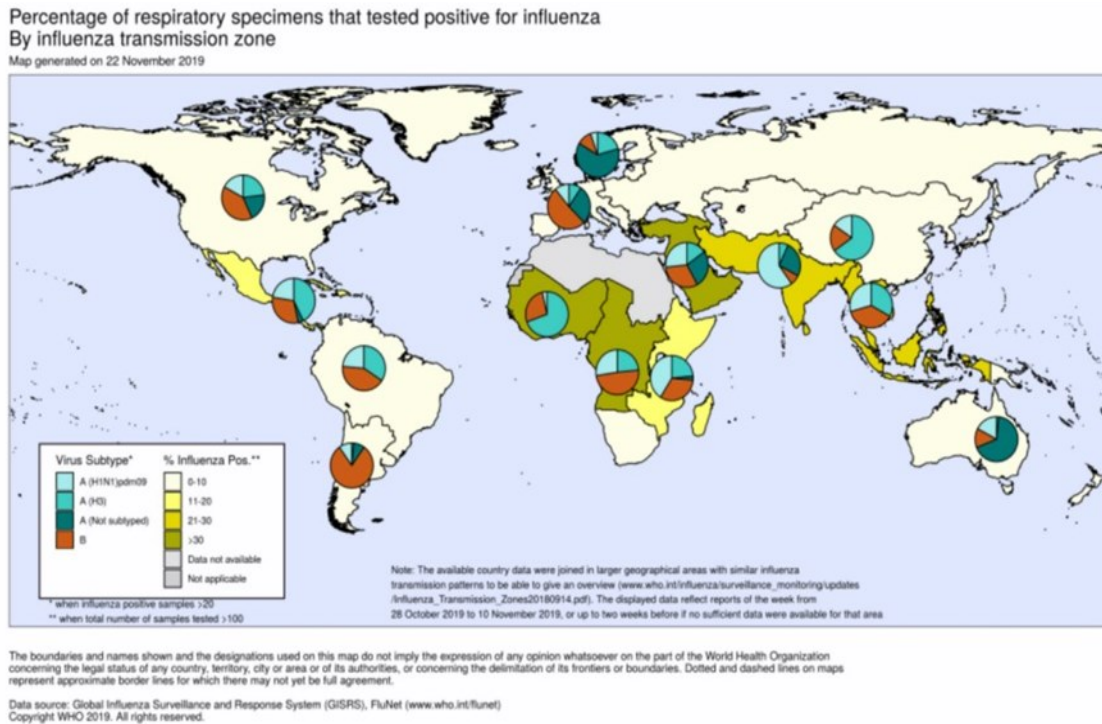 Percentage of respiratory specimens that tested positive for influenza
By influenza transmission zone
Map generated on 22 November 2019
Virus Subtype*
A (H1N1)pdm09
A (H3)
A (Not subtyped)
B
% Influenza Pos.**
0-10
11-20
21-30
>30
Data not available
Not applicable
* when influenza positive samples >20
** when total number of samples tested >100
Note: The available country data were joined in larger geographical areas with similar influenza
transmission patterns to be able to give an overview (www.who.int/influenza/surveillance_monitoring/updates
/Influenza_Transmission_Zones20180914.pdf). The displayed data reflect reports of the week from
28 October 2019 to 10 November 2019, or up to two weeks before if no sufficient data were available for that area
The boundaries and names shown and the designations used on this map do not imply the expression of any opinion whatsoever on the part of the World Health Organization
concerning the legal status of any country, territory, city or area or of its authorities, or concerning the delimitation of its frontiers or boundaries. Dotted and dashed lines on maps
represent approximate border lines for which there may not yet be full agreement.
Data source: Global Influenza Surveillance and Response System (GISRS), FluNet (www.who.int/flunet)
Copyright WHO 2019. All rights reserved.